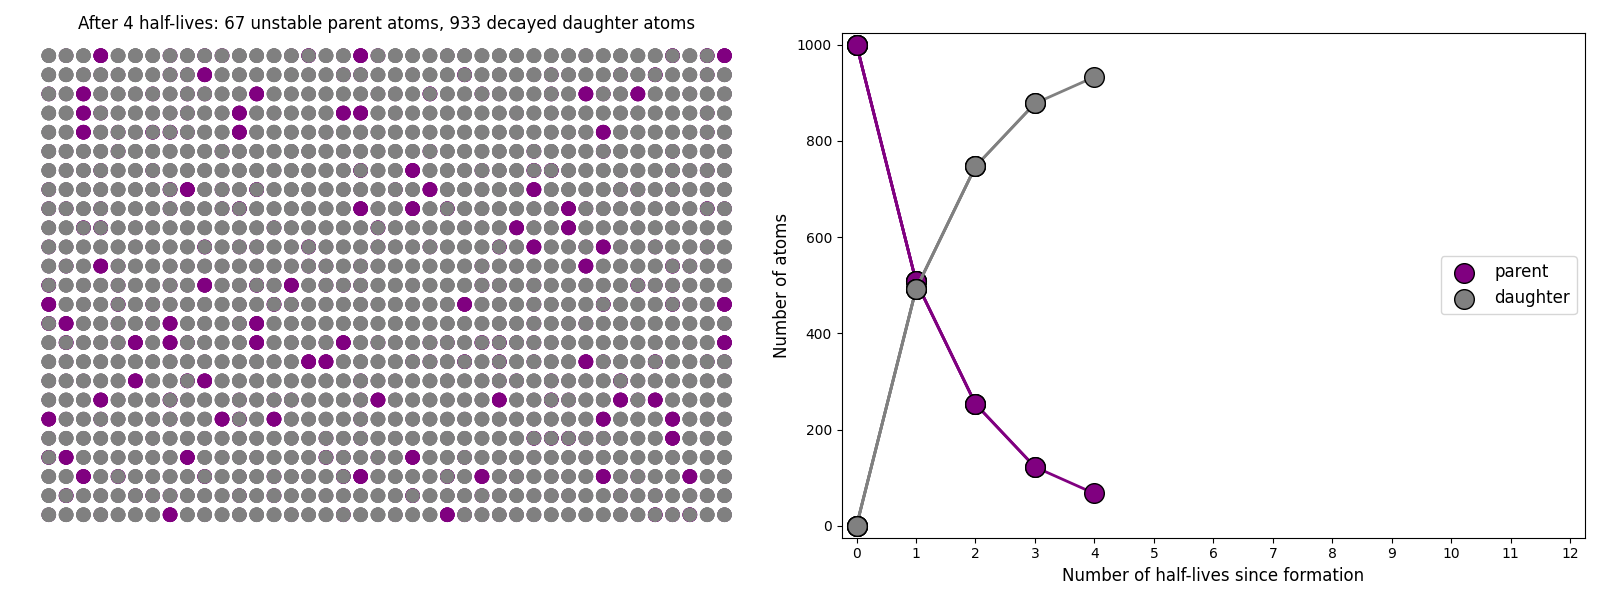 After 4 half-lives: 67 unstable parent atoms, 933 decayed daughter atoms
Number of atoms
1000
800
600
400
200
0
parent
daughter
0 1 2 3 4 5 6 7 8 9 10 11 12
Number of half-lives since formation